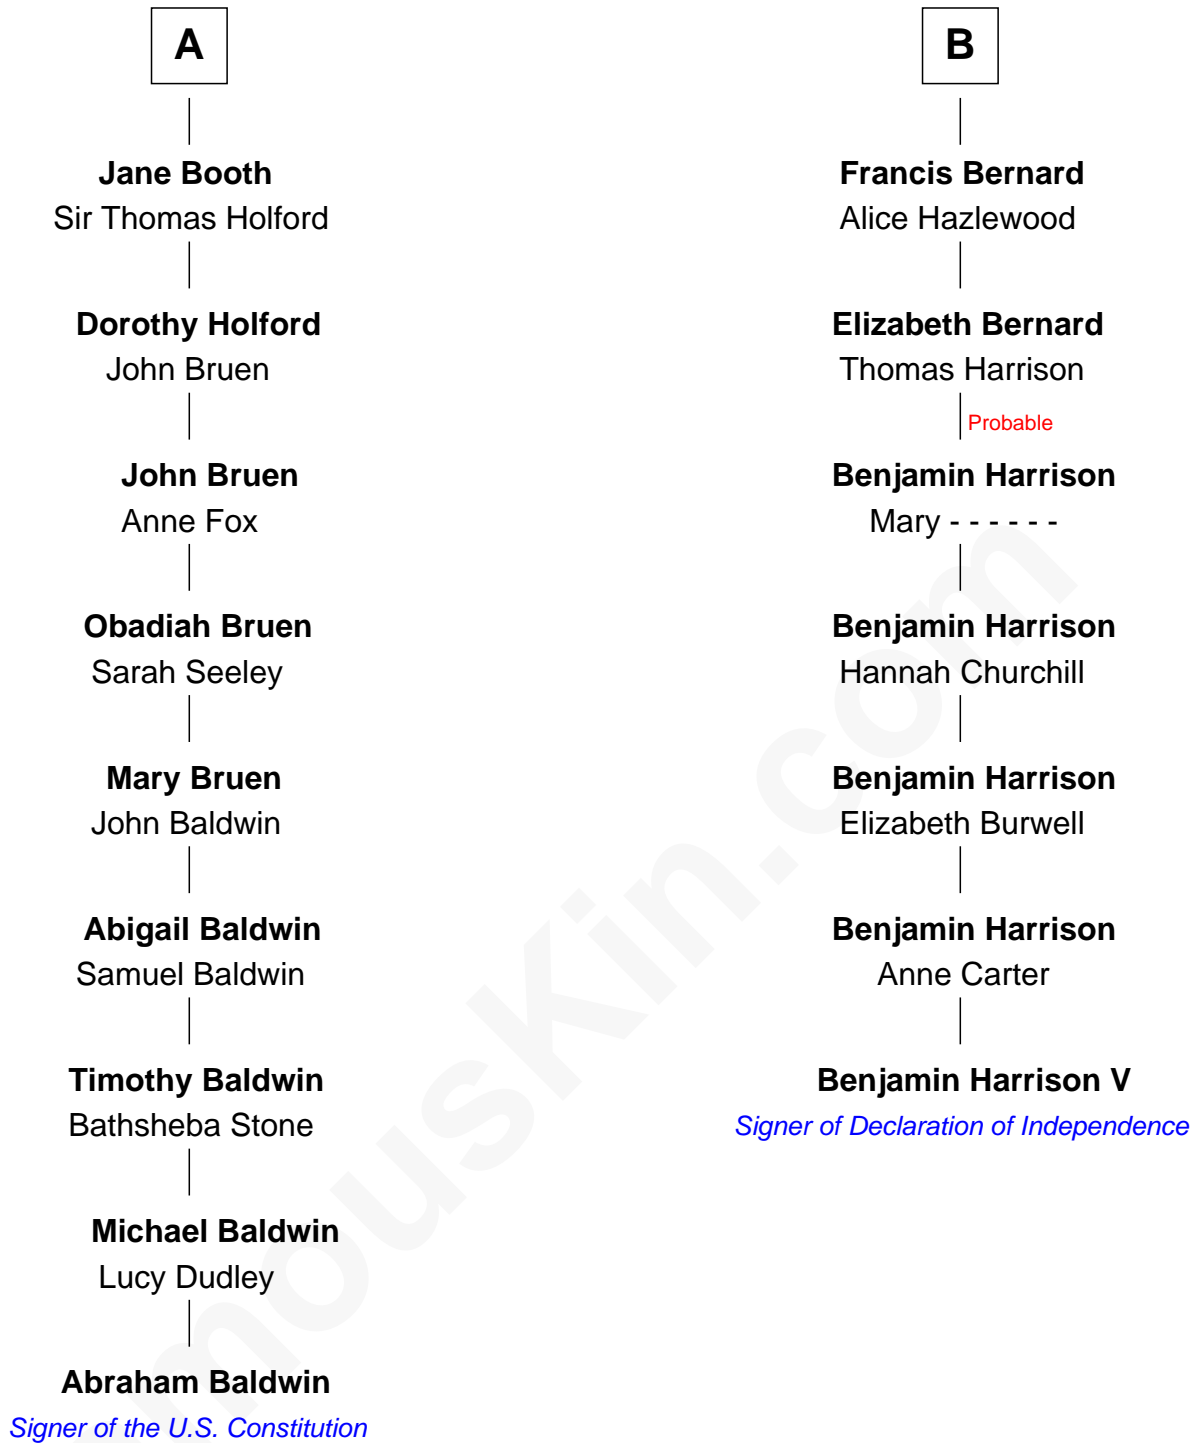 A
Jane Booth
Sir Thomas Holford
Dorothy Holford
John Bruen
John Bruen
Anne Fox
Obadiah Bruen
Sarah Seeley
Mary Bruen
John Baldwin
Abigail Baldwin
Samuel Baldwin
Timothy Baldwin
Bathsheba Stone
Michael Baldwin
Lucy Dudley
Abraham Baldwin
Signer of the U.S. Constitution
B
Francis Bernard
Alice Hazlewood
Elizabeth Bernard
Thomas Harrison
Probable
Benjamin Harrison
Mary - - - - - -
Benjamin Harrison
Hannah Churchill
Benjamin Harrison
Elizabeth Burwell
Benjamin Harrison
Anne Carter
Benjamin Harrison V
Signer of Declaration of Independence
mousKin.com